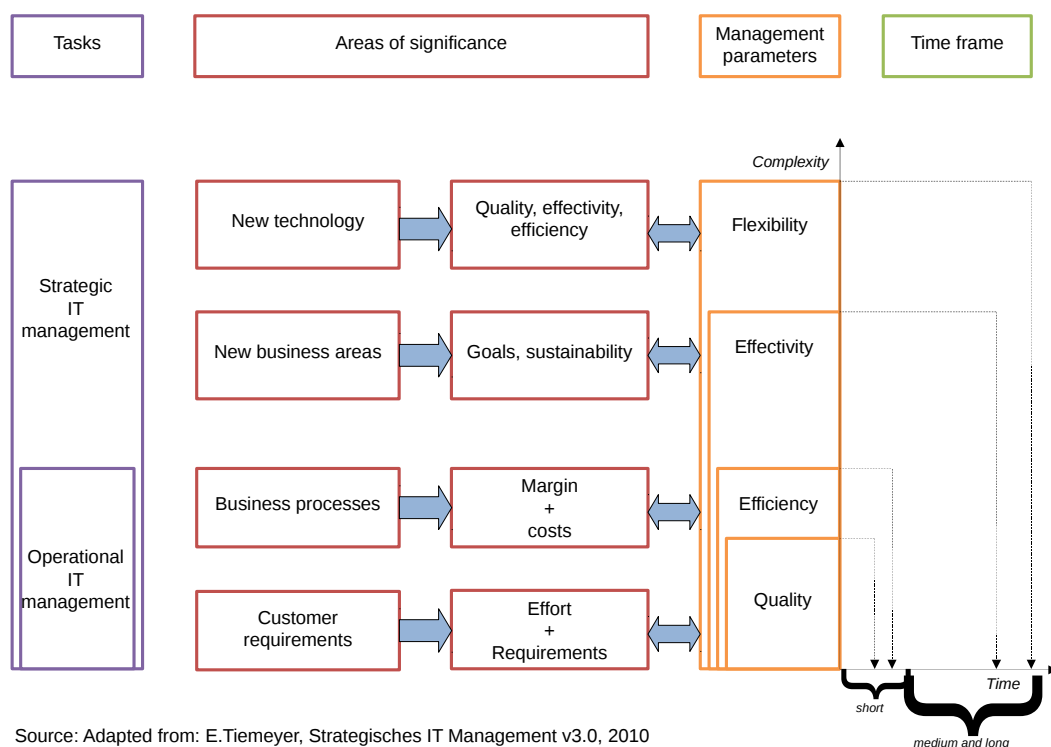 Tasks
Areas of significance
Management
parameters
Time frame
Complexity
New technology
Quality, effectivity,
efficiency
Flexibility
Strategic
IT
management
New business areas
Goals, sustainability
Effectivity
Business processes
Margin
+
costs
Efficiency
Operational
IT
management
Customer
requirements
Effort
+
Requirements
Quality
Time
short
medium and long
Source: Adapted from: E.Tiemeyer, Strategisches IT Management v3.0, 2010